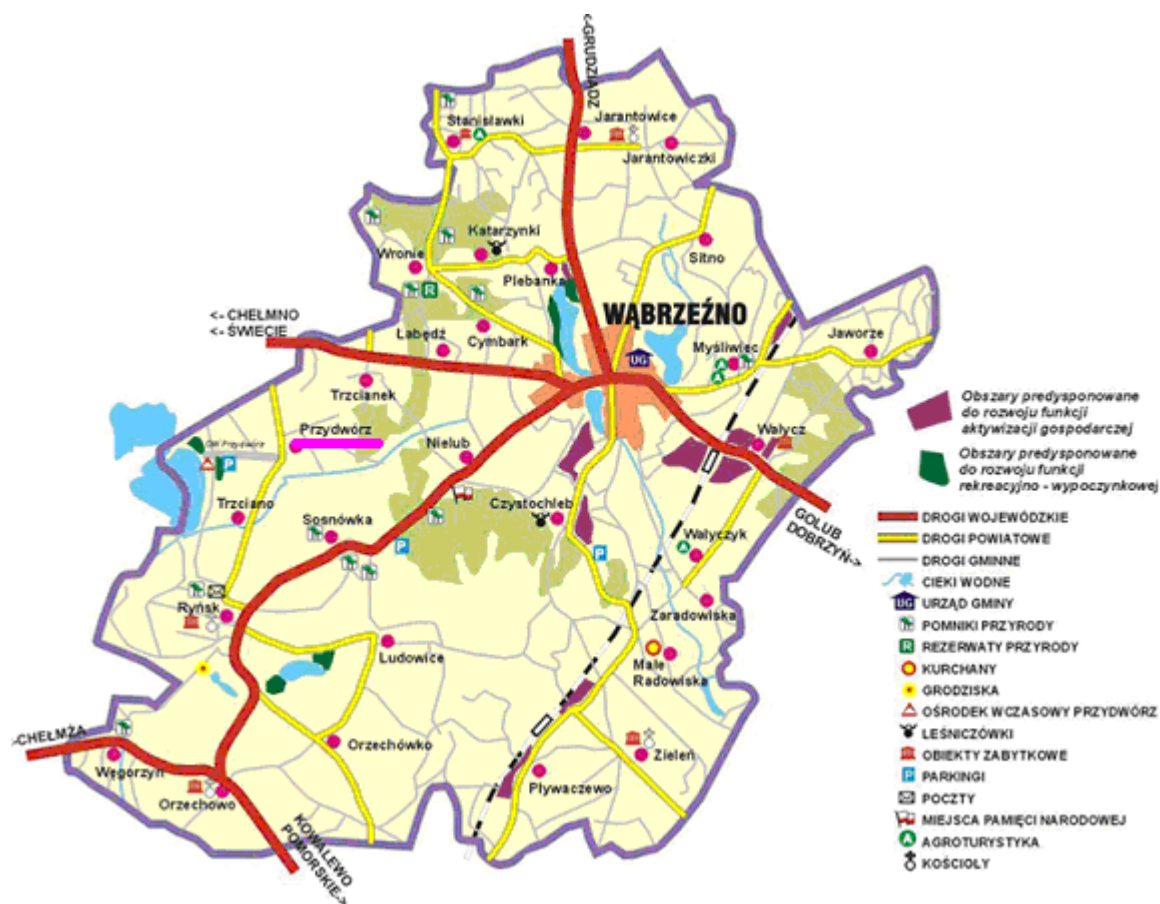 <-GRUDZIĄDZ
Stanisławki
Jarantowice
Jarantowiczki
Katarzynki
Wronie
Plebanka
Sitno
<- CHEŁMNO
<- ŚWIECIE
WĄBRZEŹNO
UG
R
Łabędź
Cymbark
Myśliwiec
Jaworze
A
Trzcianek
Przydwórz
OW Przydwórz
P
Nielub
Wałycz
Trzciano
Sosnówka
Czystochleb
P
P
GOLUB
DOBRZYŃ->
Wałyczyk
A
Ryńsk
Zaradowiska
Ludowice
Małe
Radowiska
<-CHEŁMŻA
Orzechówko
Zieleń
Węgorzyn
Pływaczewo
Orzechowo
KOWALEWO
POMORSKIE->
Obszary predysponowane
do rozwoju funkcji
aktywizacji gospodarczej
Obszary predysponowane
do rozwoju funkcji
rekreacyjno - wypoczynkowej
DROGI WOJEWÓDZKIE
DROGI POWIATOWE
DROGI GMINNE
CIEKI WODNE
UG URZĄD GMINY
POMNIKI PRZYRODY
R REZERWATY PRZYRODY
KURCHANY
GRODZISKA
OŚRODEK WCZASOWY PRZYDWÓRZ
LEŚNICZÓWKI
OBIEKTY ZABYTKOWE
P PARKINGI
POCZTY
MIEJSCA PAMIĘCI NARODOWEJ
A AGROTURYSTYKA
KOŚCIOŁY